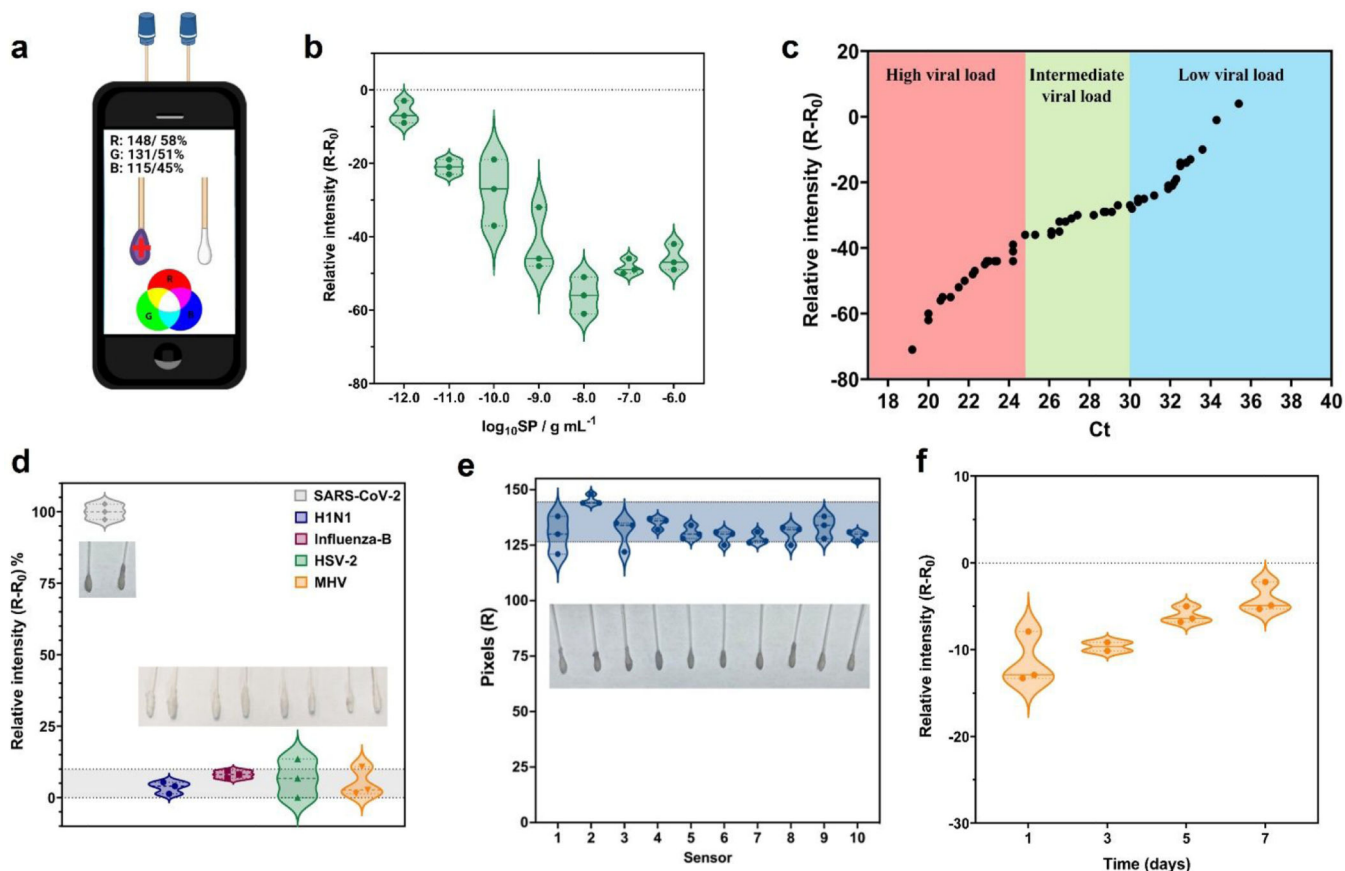 a
R: 148/ 58%
G: 131/51%
B: 115/45%
R
G
B
b
Relative intensity (R-R0)
0
-20
-40
-60
-80
-12.0 -11.0 -10.0 -9.0 -8.0 -7.0 -6.0
log10SP / g mL-1
c
Relative intensity (R-R0)
20
0
-20
-40
-60
-80
High viral load
Intermediate
viral load
Low viral load
18 20 22 24 26 28 30 32 34 36 38 40
Ct
d
Relative intensity (R-R0) %
100
75
50
25
0
SARS-CoV-2
H1N1
Influenza-B
HSV-2
MHV
e
Pixels (R)
150
125
100
75
50
25
0
1 2 3 4 5 6 7 8 9 10
Sensor
f
Relative intensity (R-R0)
10
0
-10
-20
-30
1 3 5 7
Time (days)